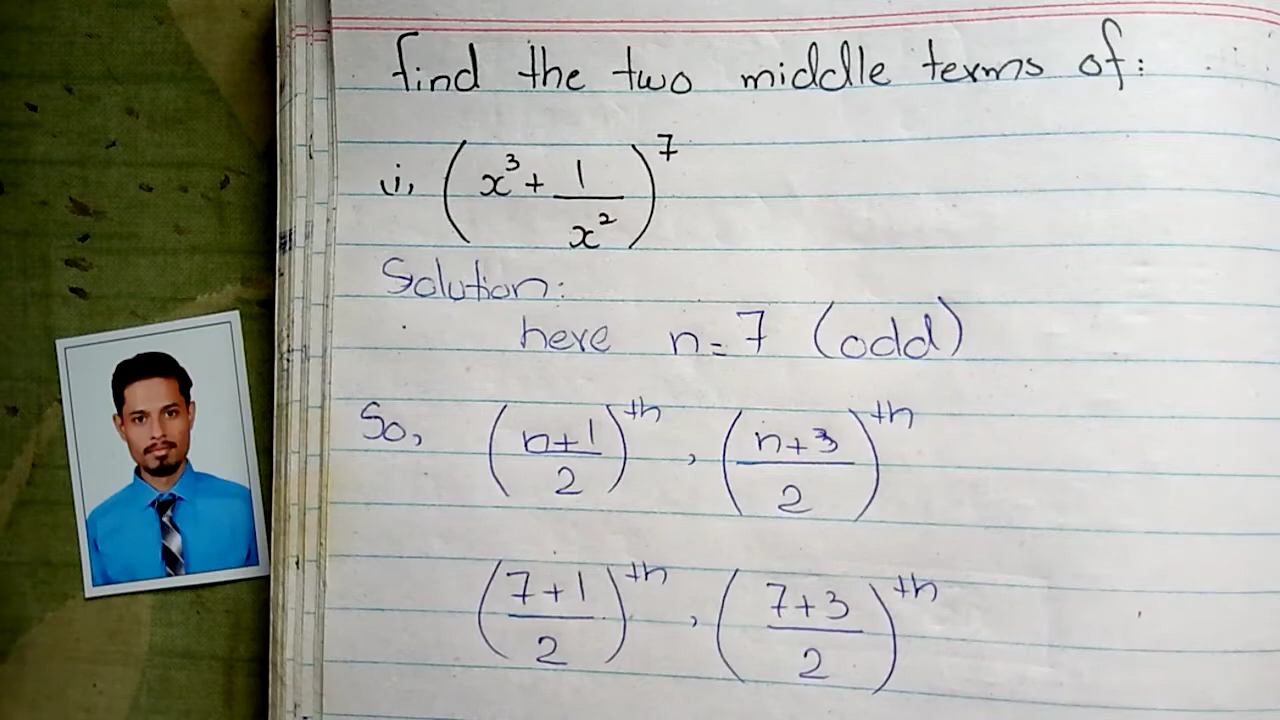 find the two middle terms of:
i, (x³ + 1/x²)⁷
Solution:
here n=7 (odd)
So, (n+1/2)th , (n+3/2)th
(7+1/2)th , (7+3/2)th